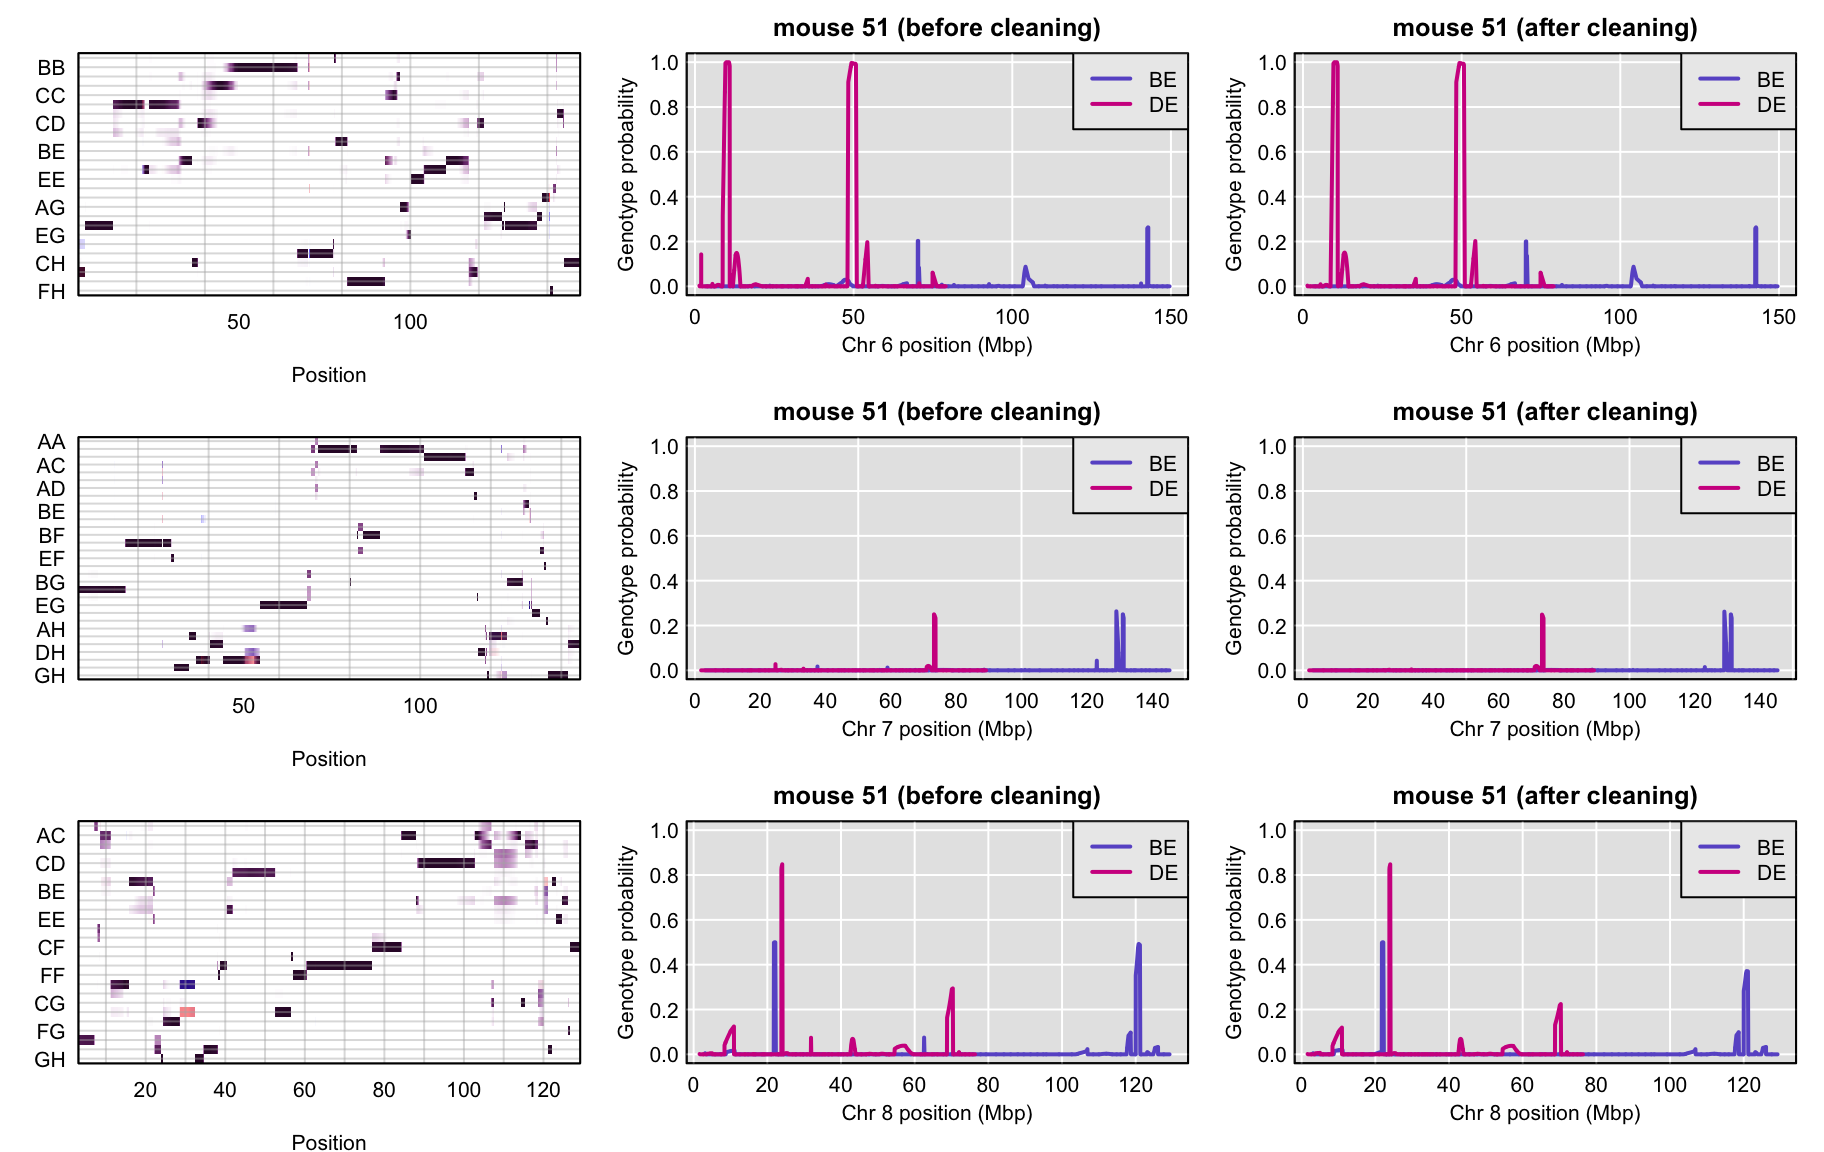 mouse 51 (before cleaning)
mouse 51 (after cleaning)
BB
CC
CD
BE
EE
AG
EG
CH
FH
50
100
Position
Genotype probability
1.0
0.8
0.6
0.4
0.2
0.0
BE
DE
0
50
100
150
Chr 6 position (Mbp)
Genotype probability
1.0
0.8
0.6
0.4
0.2
0.0
BE
DE
0
50
100
150
Chr 6 position (Mbp)
mouse 51 (before cleaning)
mouse 51 (after cleaning)
AA
AC
AD
BE
BF
EF
BG
EG
AH
DH
GH
50
100
Position
Genotype probability
1.0
0.8
0.6
0.4
0.2
0.0
BE
DE
0
20
40
60
80
100
120
140
Chr 7 position (Mbp)
Genotype probability
1.0
0.8
0.6
0.4
0.2
0.0
BE
DE
0
20
40
60
80
100
120
140
Chr 7 position (Mbp)
mouse 51 (before cleaning)
mouse 51 (after cleaning)
AC
CD
BE
EE
CF
FF
CG
FG
GH
20
40
60
80
100
120
Position
Genotype probability
1.0
0.8
0.6
0.4
0.2
0.0
BE
DE
0
20
40
60
80
100
120
Chr 8 position (Mbp)
Genotype probability
1.0
0.8
0.6
0.4
0.2
0.0
BE
DE
0
20
40
60
80
100
120
Chr 8 position (Mbp)